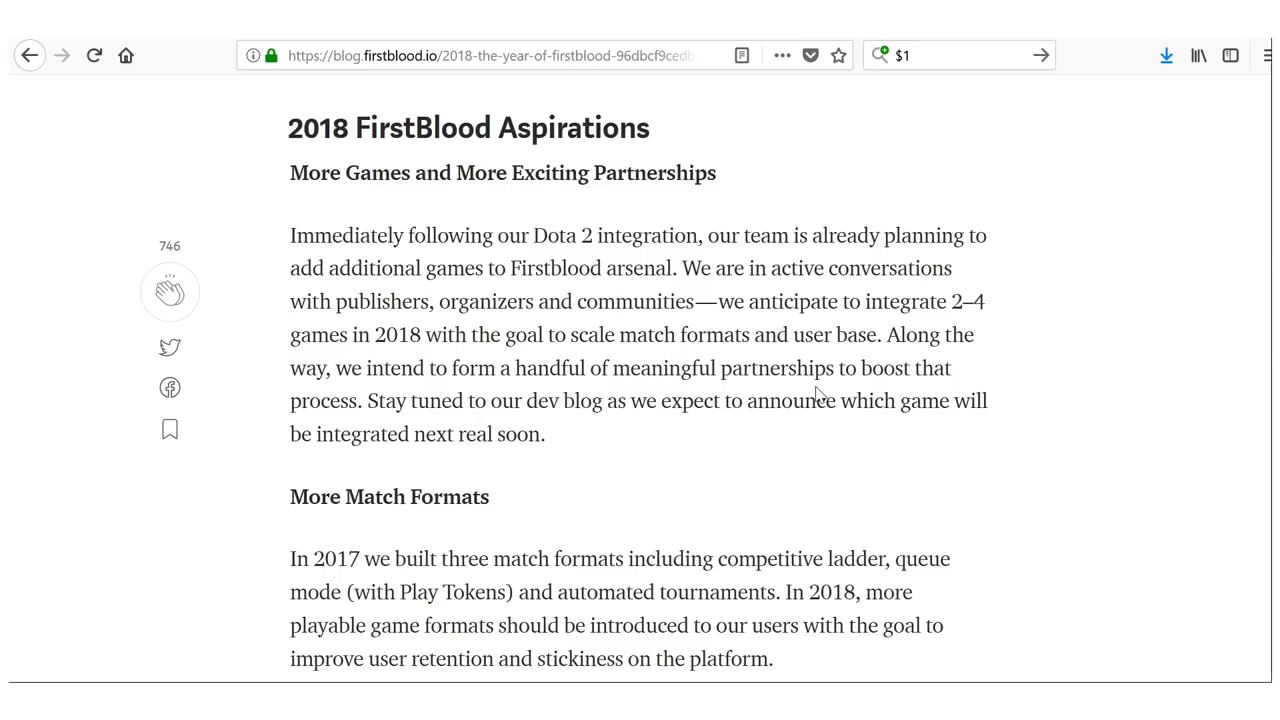 https://blog.firstblood.io/2018-the-year-of-firstblood-96dbcf9cedb
$1
2018 FirstBlood Aspirations
More Games and More Exciting Partnerships
746
Immediately following our Dota 2 integration, our team is already planning to
add additional games to Firstblood arsenal. We are in active conversations
with publishers, organizers and communities — we anticipate to integrate 2–4
games in 2018 with the goal to scale match formats and user base. Along the
way, we intend to form a handful of meaningful partnerships to boost that
process. Stay tuned to our dev blog as we expect to announce which game will
be integrated next real soon.
More Match Formats
In 2017 we built three match formats including competitive ladder, queue
mode (with Play Tokens) and automated tournaments. In 2018, more
playable game formats should be introduced to our users with the goal to
improve user retention and stickiness on the platform.